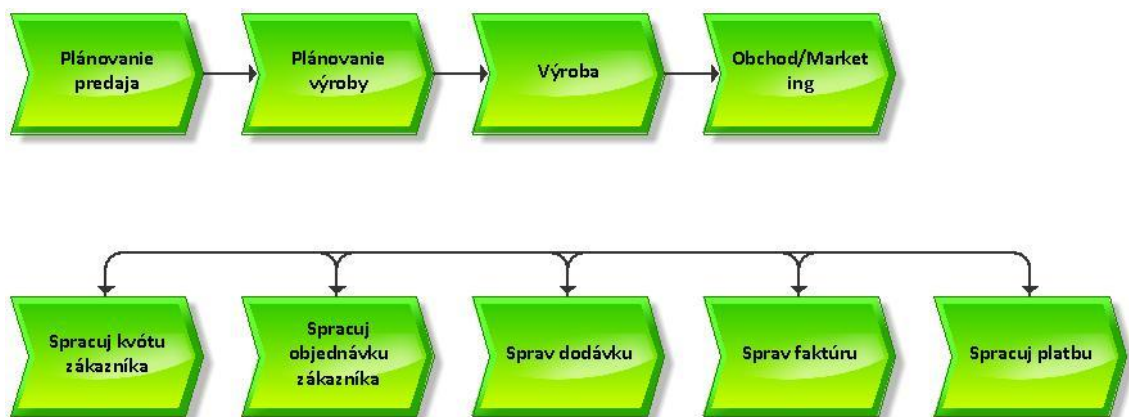 Plánovanie
predaja
Plánovanie
výroby
Výroba
Obchod/Market
ing
Spracuj kvótu
zákazníka
Spracuj
objednávku
zákazníka
Sprav dodávku
Sprav faktúru
Spracuj platbu